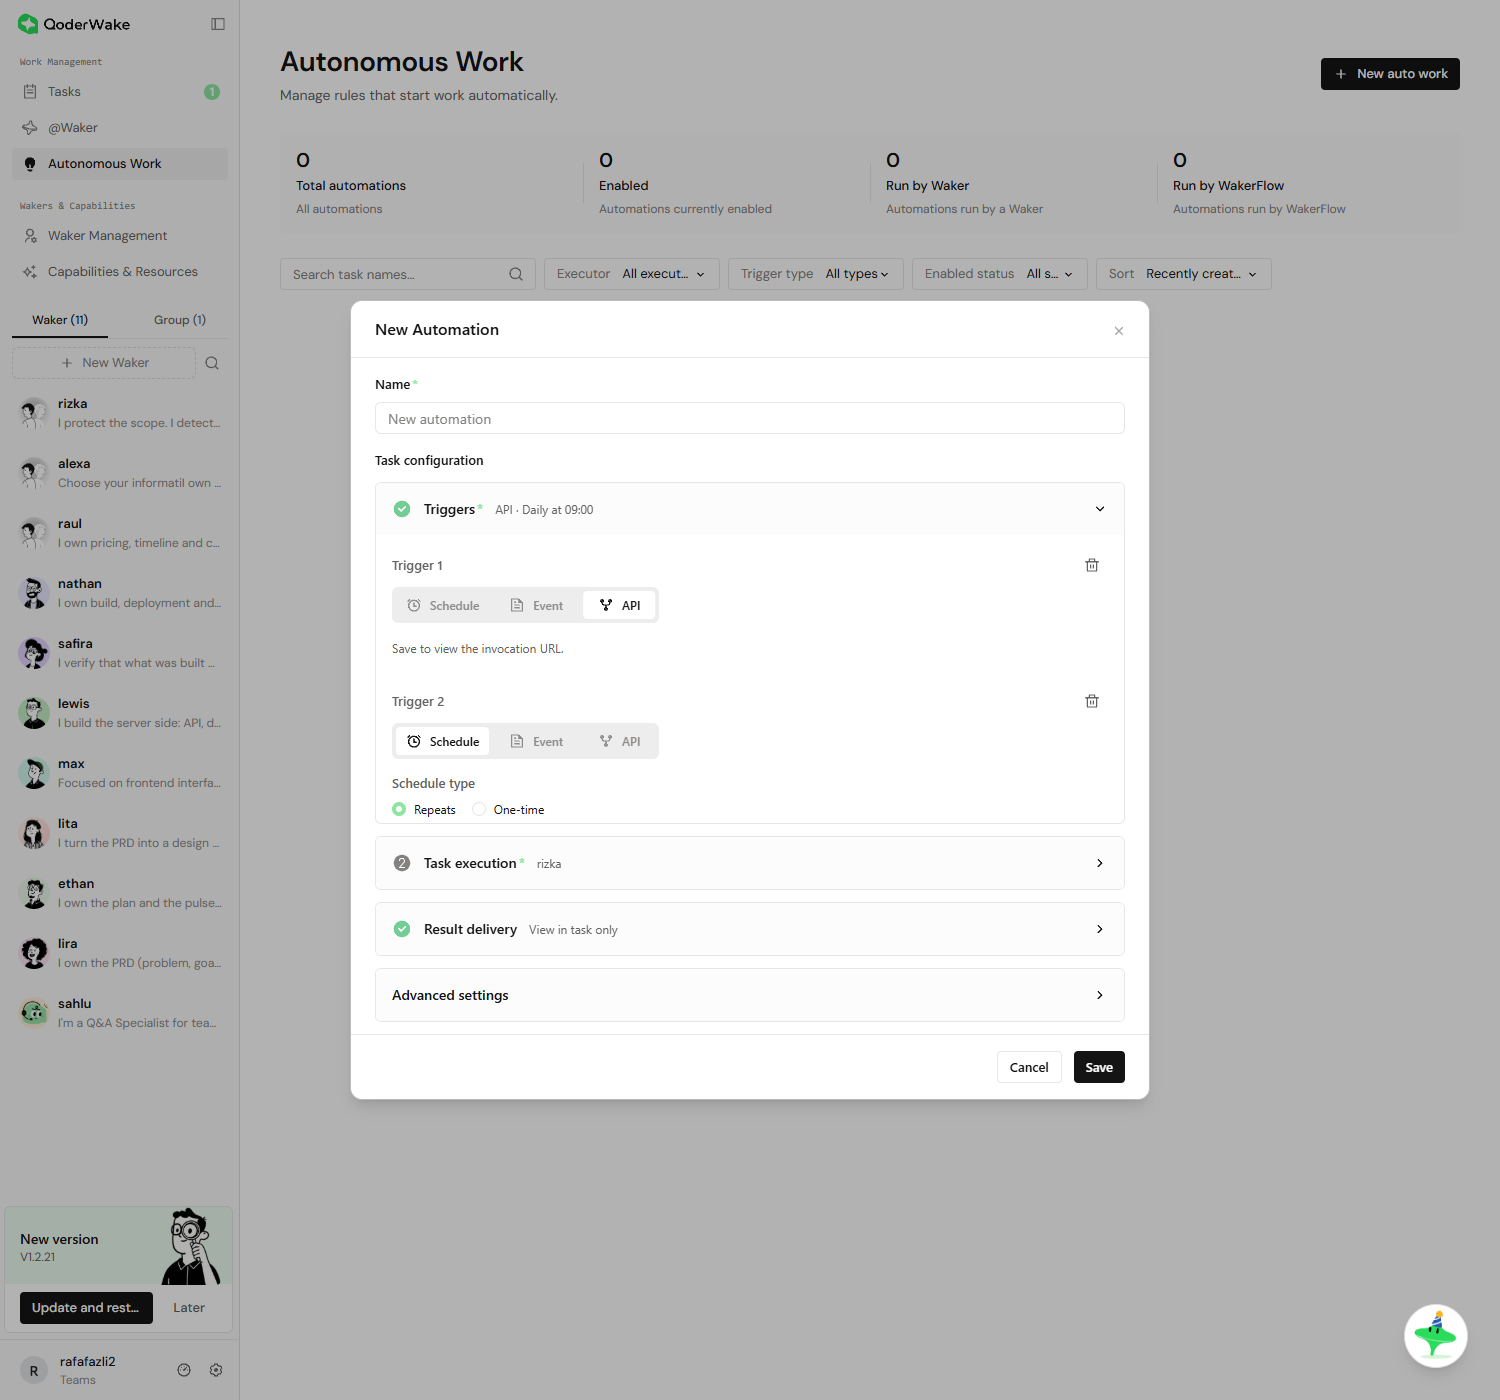 QoderWake
Work Management
Tasks
1
@Waker
Autonomous Work
Wakers & Capabilities
Waker Management
Capabilities & Resources
Waker (11)
Group (1)
New Waker
rizka
I protect the scope. I detect...
alexa
Choose your informatil own ...
raul
I own pricing, timeline and c...
nathan
I own build, deployment and...
safira
I verify that what was built ...
lewis
I build the server side: API, d...
max
Focused on frontend interfa...
lita
I turn the PRD into a design ...
ethan
I own the plan and the pulse...
lira
I own the PRD (problem, goa...
sahlu
I'm a Q&A Specialist for tea...
New version
V1.2.21
Update and rest...
Later
R
rafafazli2
Teams
Autonomous Work
Manage rules that start work automatically.
New auto work
0
Total automations
All automations
0
Enabled
Automations currently enabled
0
Run by Waker
Automations run by a Waker
0
Run by WakerFlow
Automations run by WakerFlow
Search task names...
Executor All execut...
Trigger type All types
Enabled status All s...
Sort Recently creat...
New Automation
Name*
New automation
Task configuration
Triggers* API · Daily at 09:00
Trigger 1
Schedule Event API
Save to view the invocation URL.
Trigger 2
Schedule Event API
Schedule type
Repeats One-time
2 Task execution* rizka
Result delivery View in task only
Advanced settings
Cancel
Save